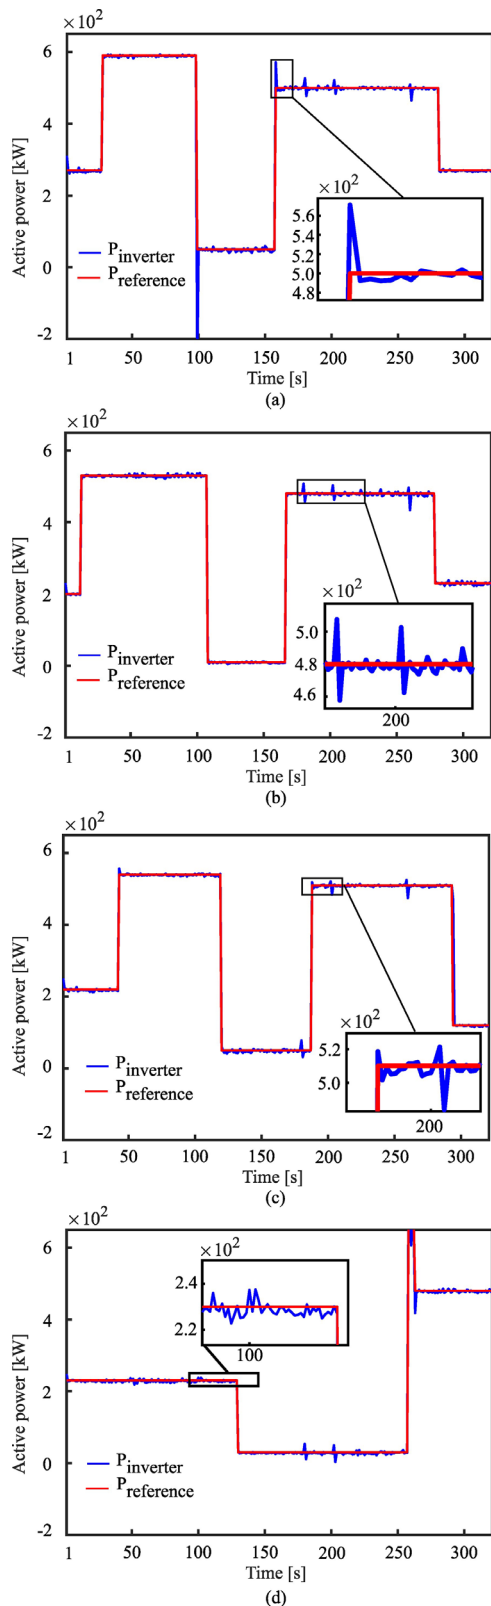 ×10²
Active power [kW]
6
4
2
0
-2
P_inverter
P_reference
×10²
5.6
5.4
5.2
5.0
4.8
1 50 100 150 200 250 300
Time [s]
(a)
×10²
Active power [kW]
6
4
2
0
-2
P_inverter
P_reference
×10²
5.0
4.8
4.6
200
1 50 100 150 200 250 300
Time [s]
(b)
×10²
Active power [kW]
6
4
2
0
-2
P_inverter
P_reference
×10²
5.2
5.0
200
1 50 100 150 200 250 300
Time [s]
(c)
×10²
Active power [kW]
6
4
2
0
-2
×10²
2.4
2.2
100
P_inverter
P_reference
1 50 100 150 200 250 300
Time [s]
(d)